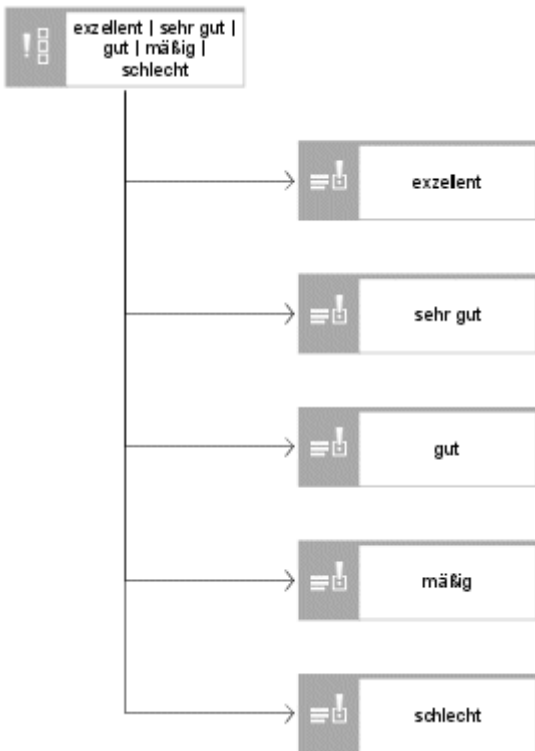 exzellent | sehr gut |
gut | mäßig |
schlecht
exzellent
sehr gut
gut
mäßig
schlecht